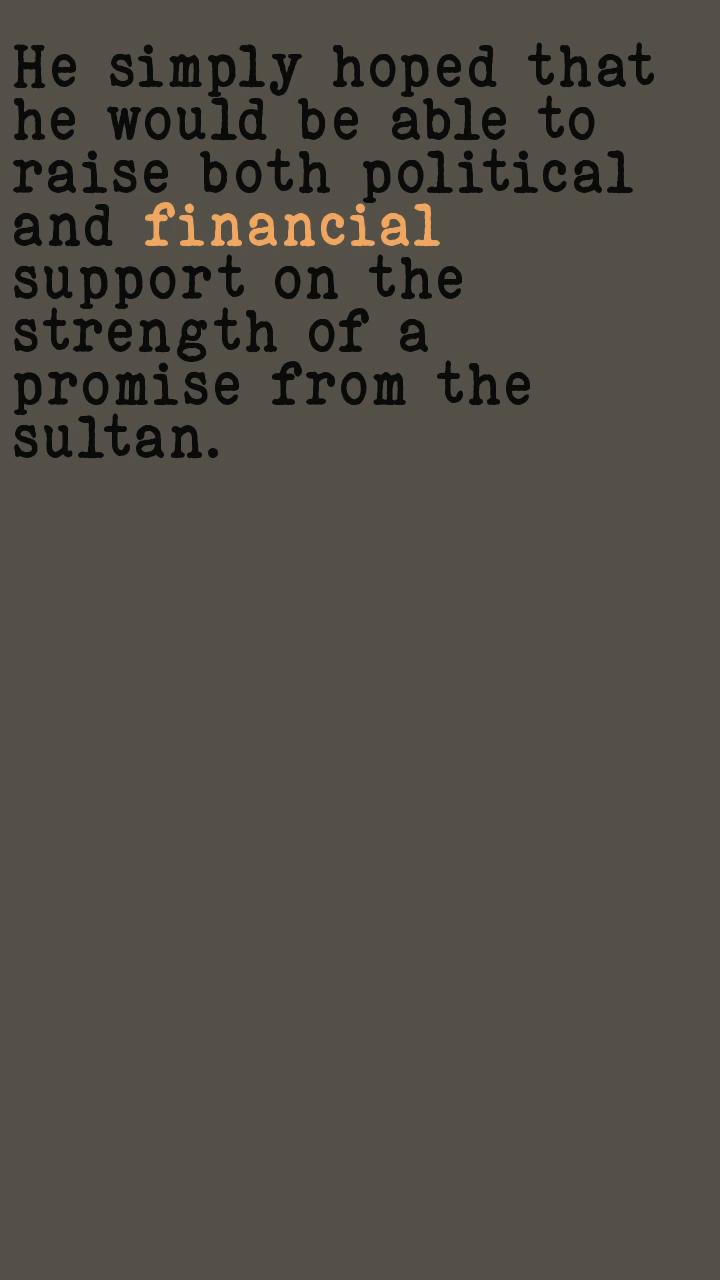 He simply hoped that
he would be able to
raise both political
and financial
support on the
strength of a
promise from the
sultan.